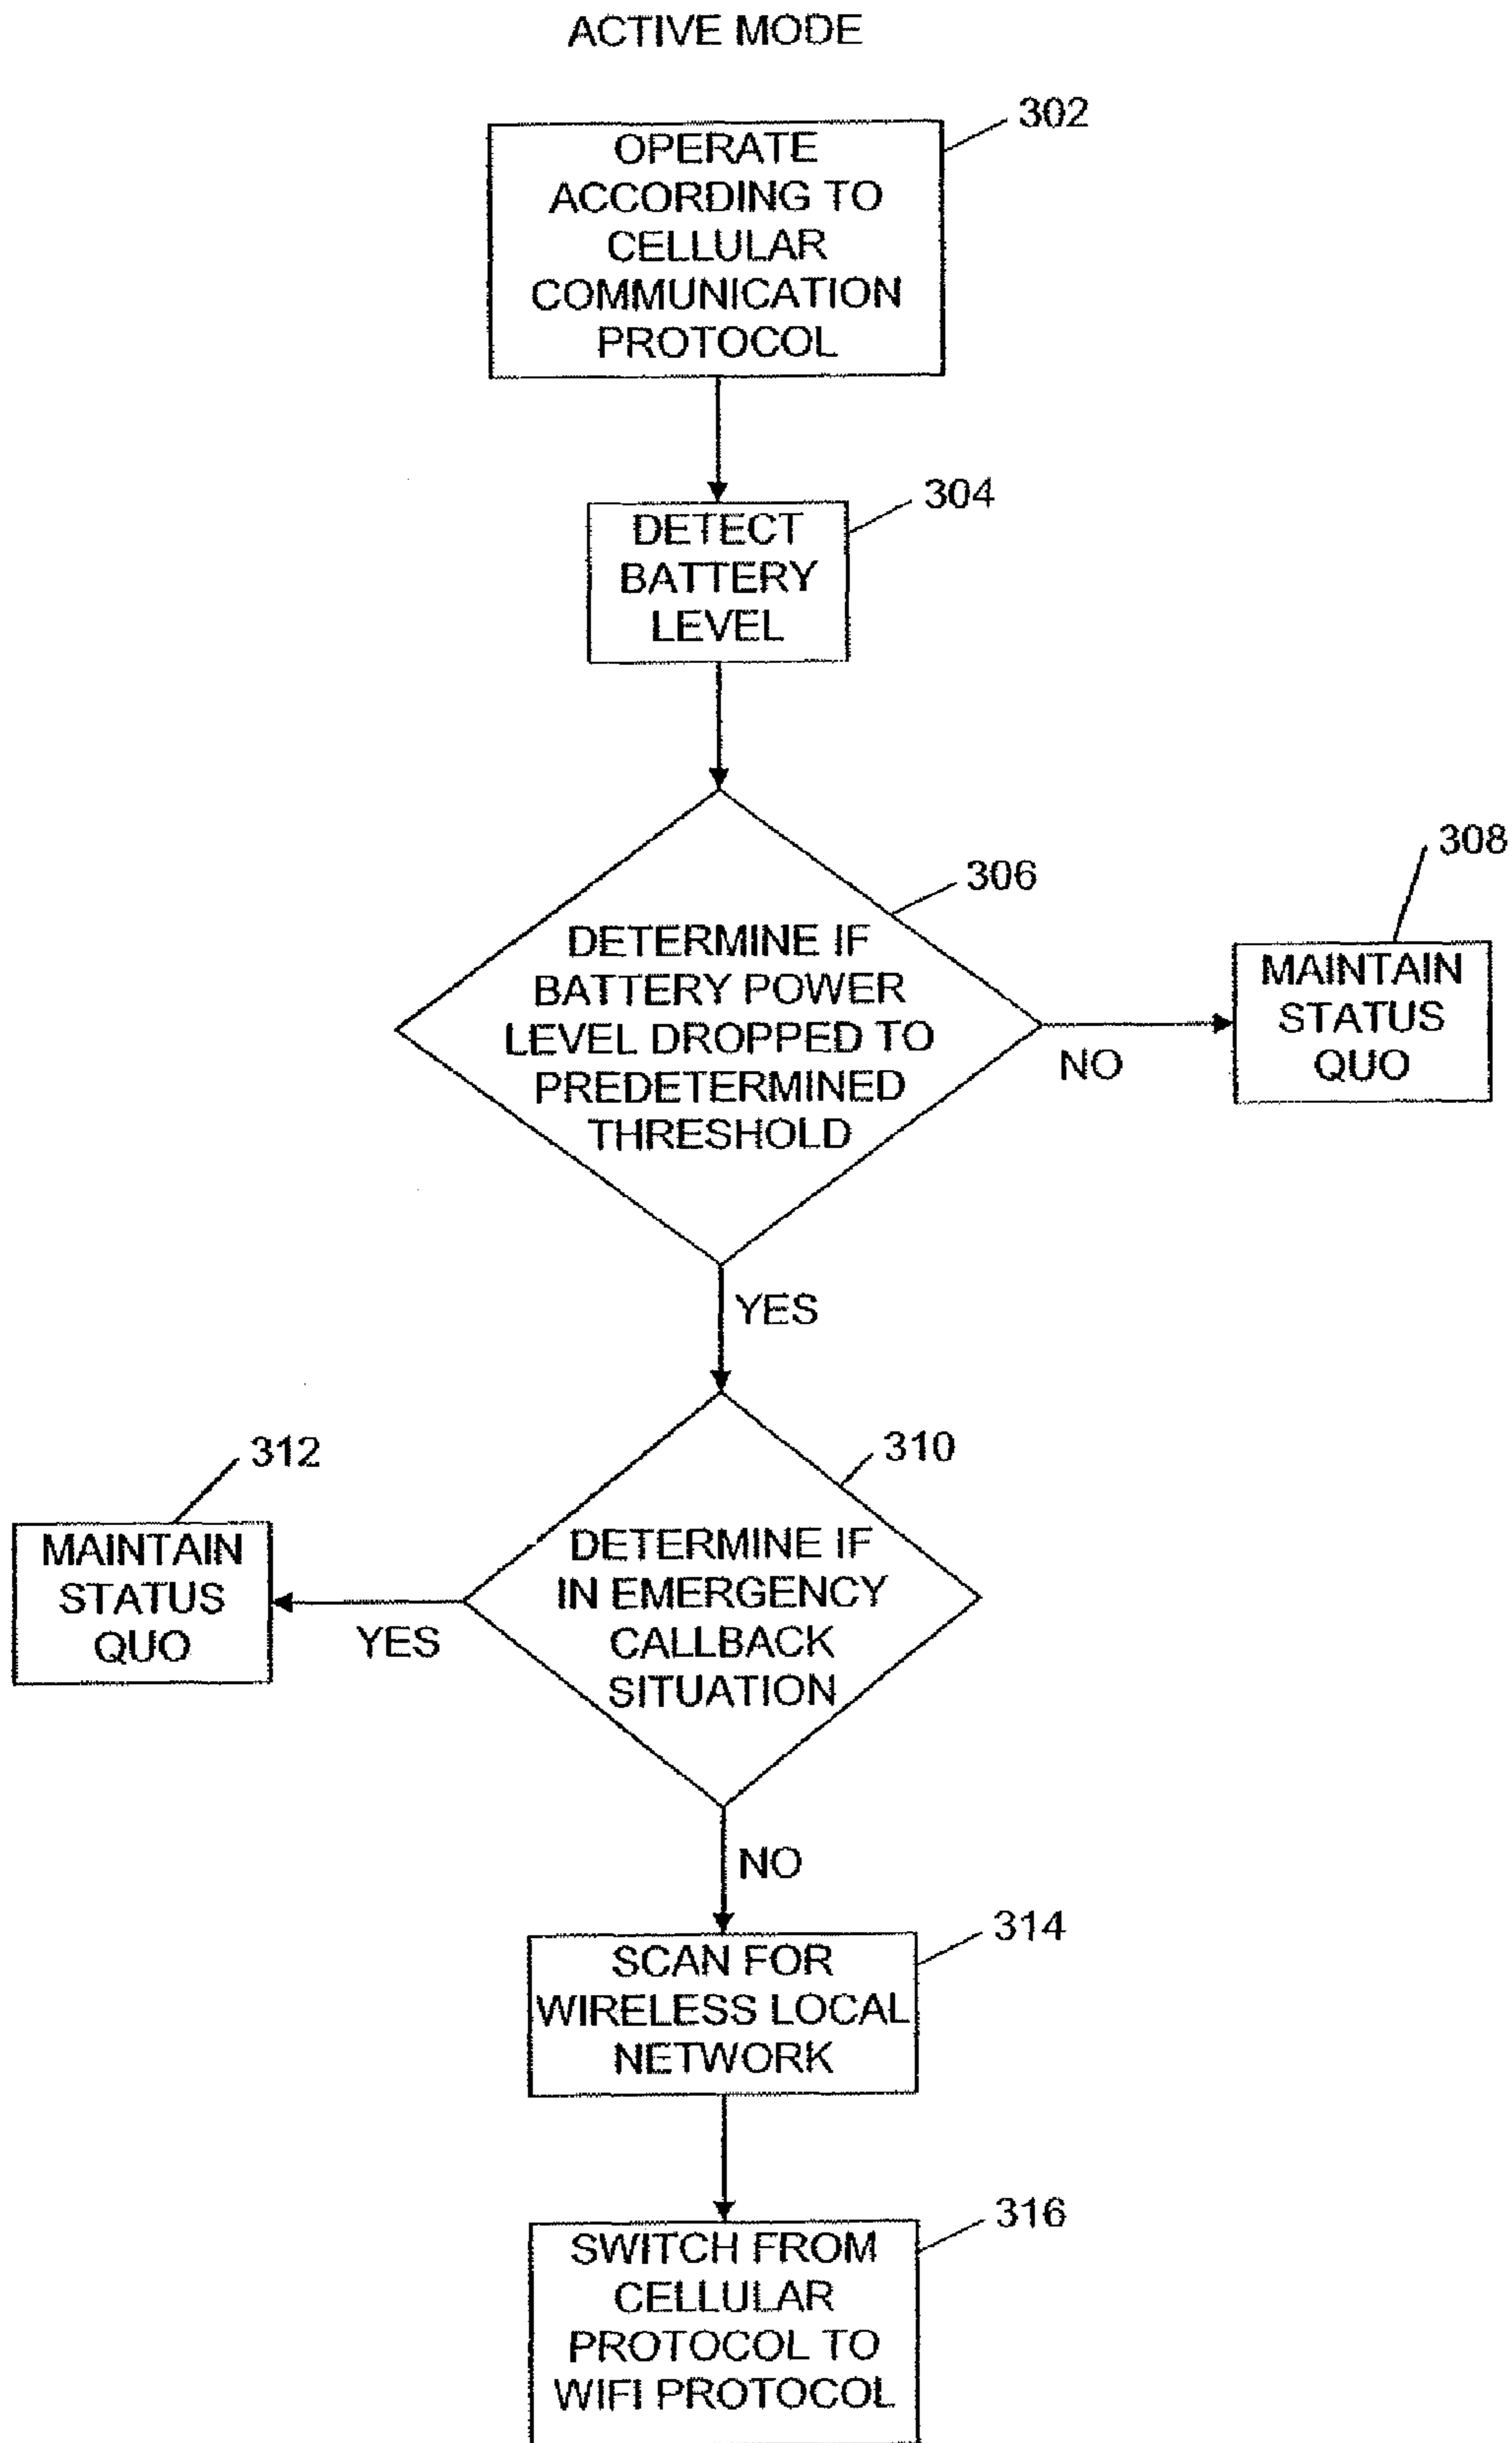 ACTIVE MODE
302
OPERATE
ACCORDING TO
CELLULAR
COMMUNICATION
PROTOCOL
304
DETECT
BATTERY
LEVEL
306
DETERMINE IF
BATTERY POWER
LEVEL DROPPED TO
PREDETERMINED
THRESHOLD
NO
308
MAINTAIN
STATUS
QUO
YES
310
DETERMINE IF
IN EMERGENCY
CALLBACK
SITUATION
YES
312
MAINTAIN
STATUS
QUO
NO
314
SCAN FOR
WIRELESS LOCAL
NETWORK
316
SWITCH FROM
CELLULAR
PROTOCOL TO
WIFI PROTOCOL